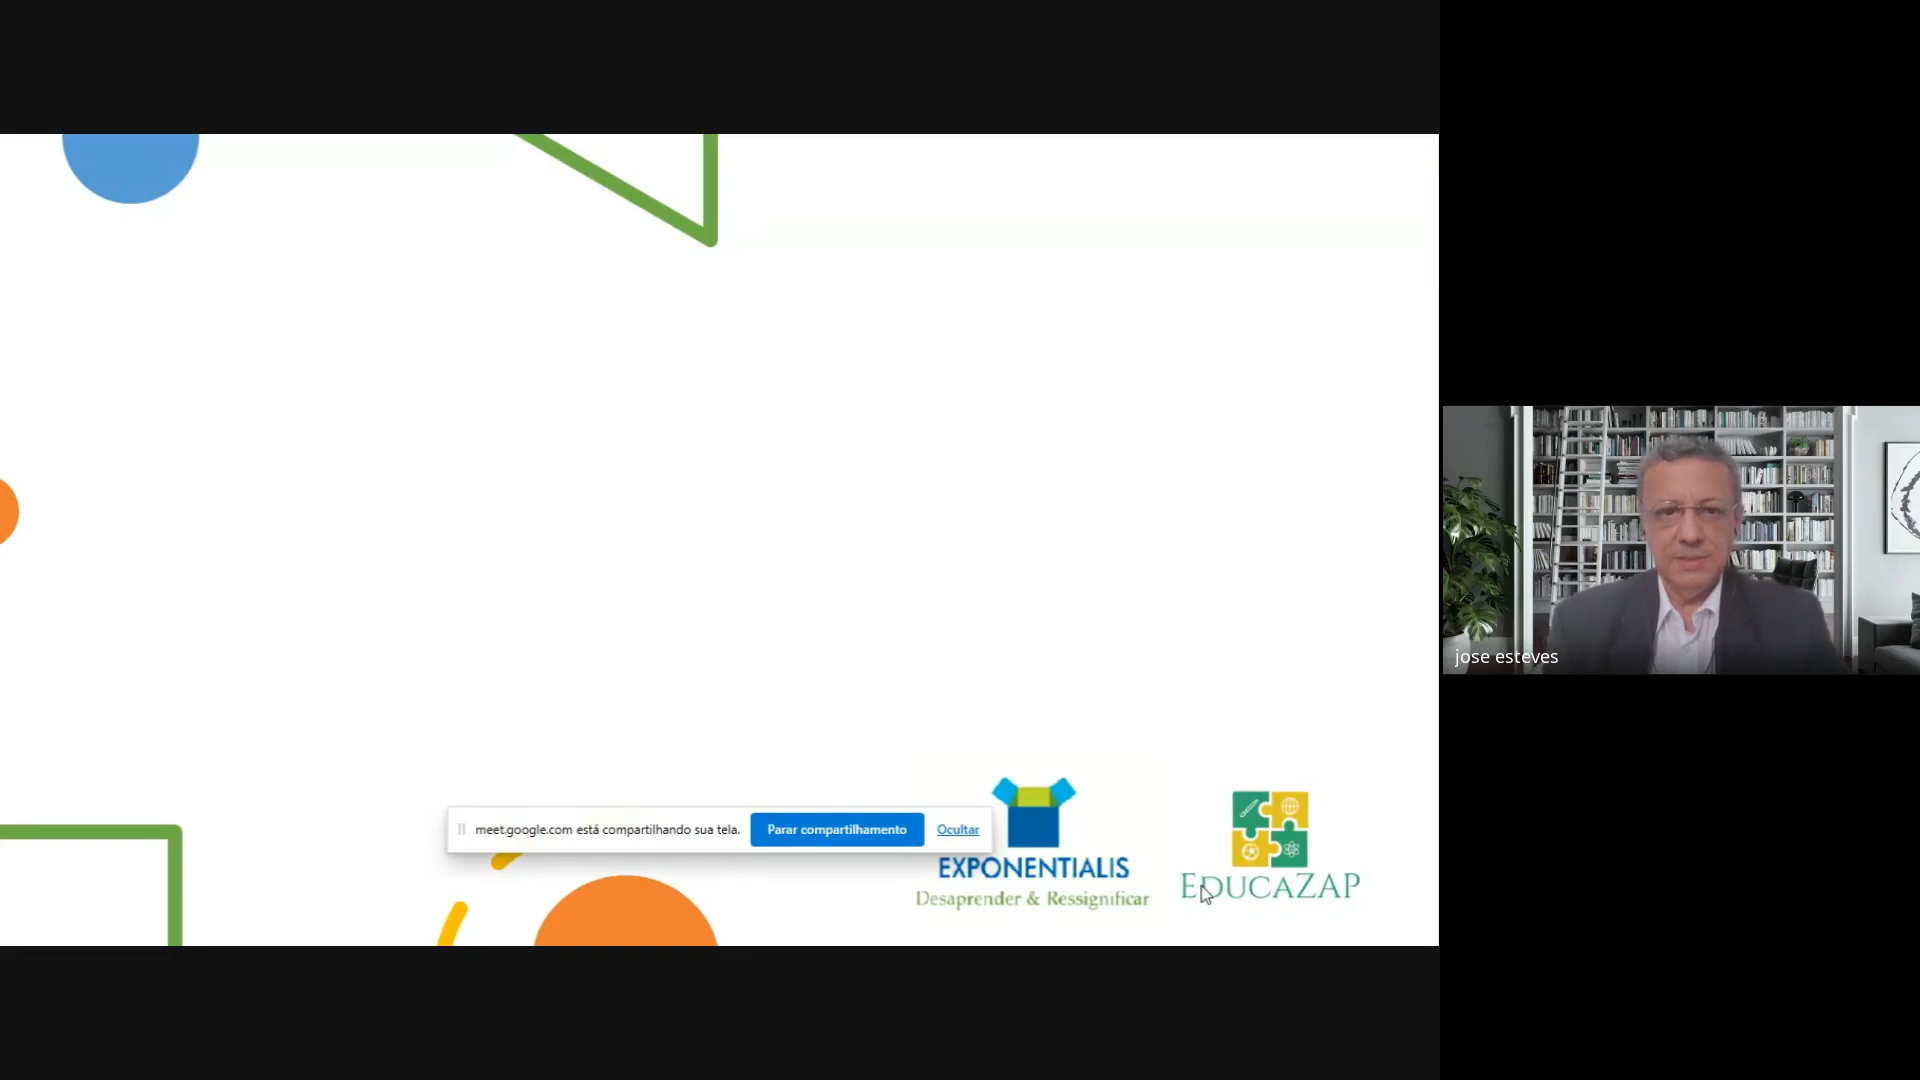 meet.google.com está compartilhando sua tela.
Parar compartilhamento
Ocultar
EXPONENTIALIS
Desaprender & Ressignificar
EDUCAZAP
jose esteves